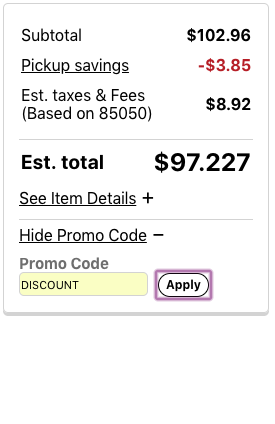 Subtotal $102.96
Pickup savings -$3.85
Est. taxes & Fees
(Based on 85050) $8.92
Est. total $97.227
See Item Details +
Hide Promo Code −
Promo Code
DISCOUNT Apply